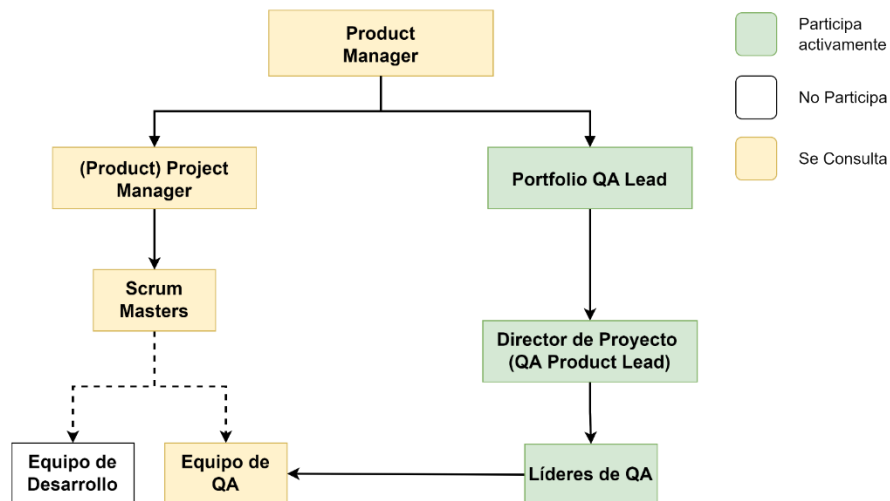 Product
Manager
Participa
activamente
No Participa
Se Consulta
(Product) Project
Manager
Portfolio QA Lead
Scrum
Masters
Director de Proyecto
(QA Product Lead)
Equipo de
Desarrollo
Equipo de
QA
Líderes de QA